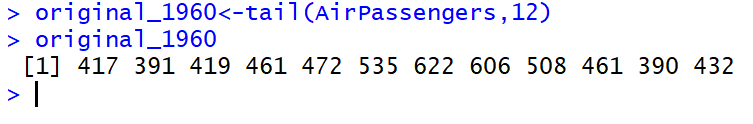 > original_1960<-tail(AirPassengers,12)
> original_1960
[1] 417 391 419 461 472 535 622 606 508 461 390 432
>